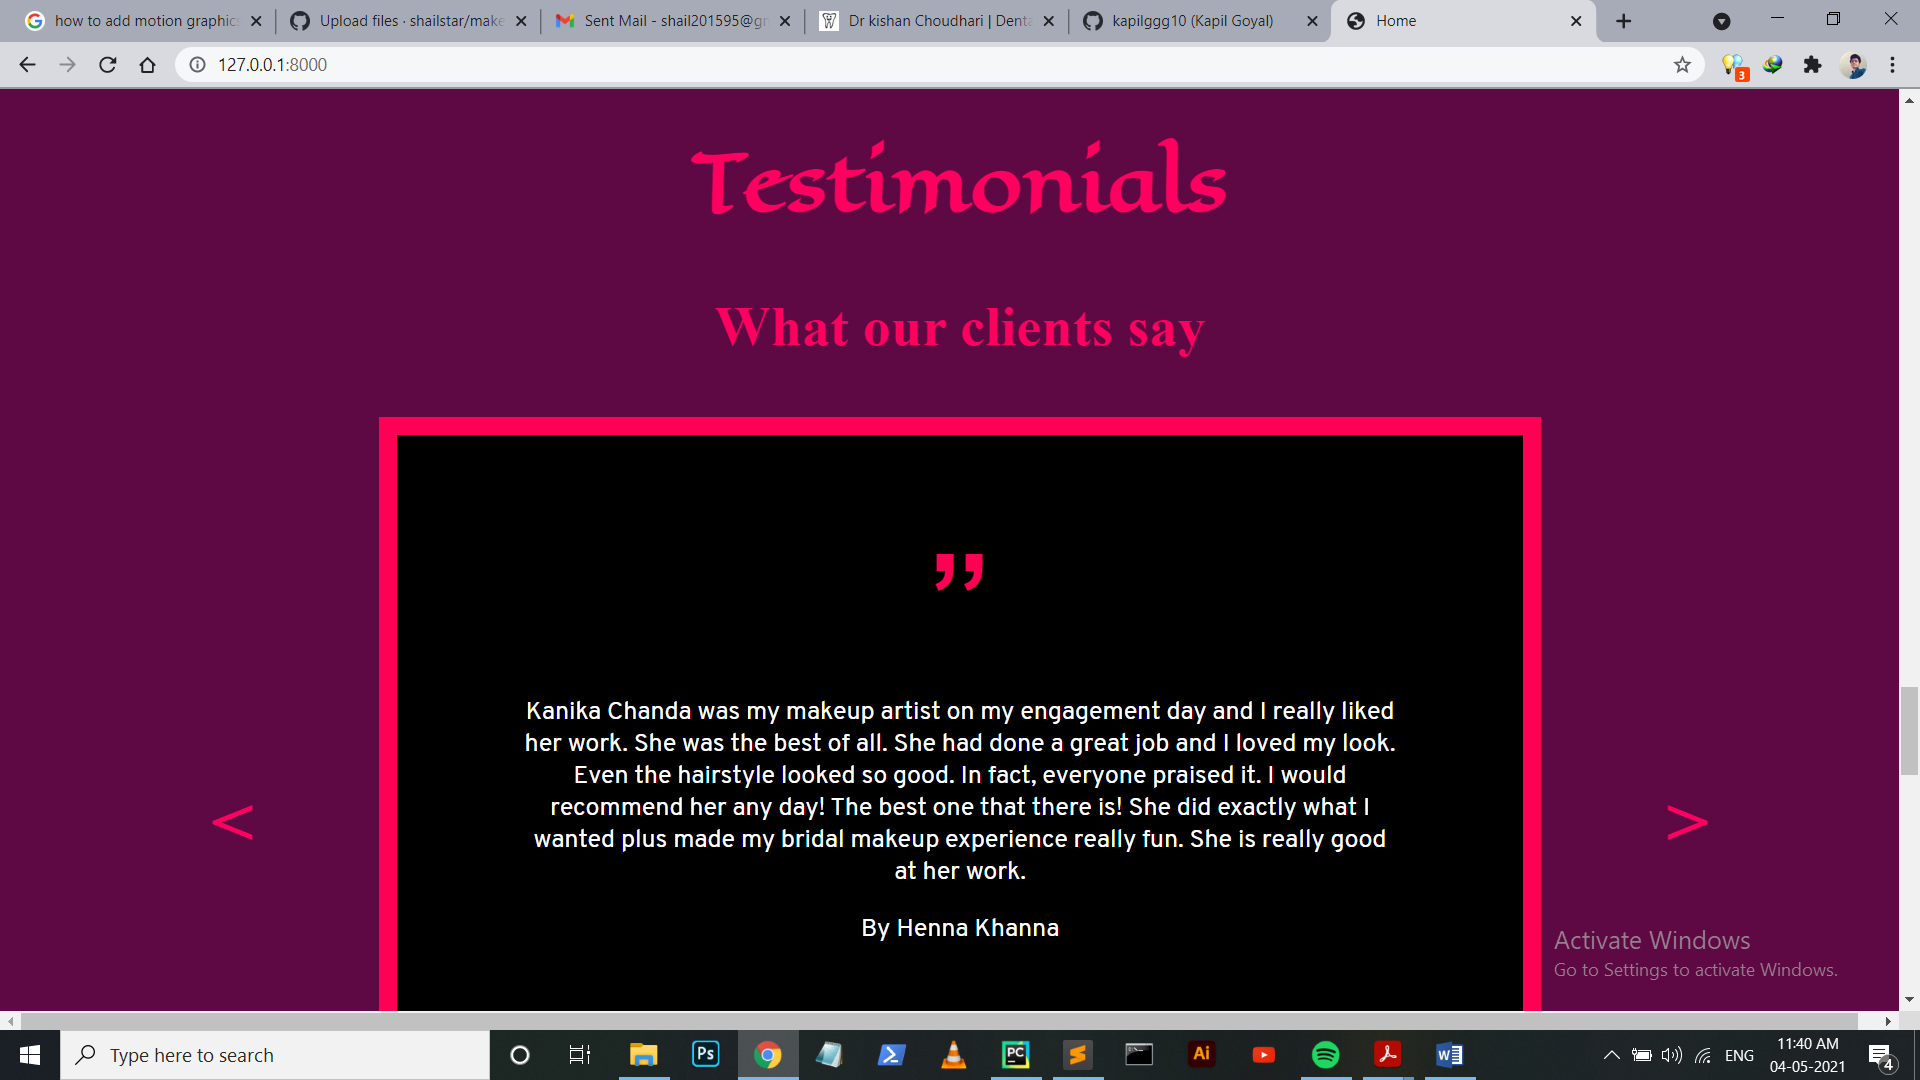 how to add motion graphic
Upload files · shailstar/make
Sent Mail - shail201595@g
Dr kishan Choudhari | Denta
kapilggg10 (Kapil Goyal)
Home
127.0.0.1:8000
3
Testimonials
What our clients say
”
Kanika Chanda was my makeup artist on my engagement day and I really liked
her work. She was the best of all. She had done a great job and I loved my look.
Even the hairstyle looked so good. In fact, everyone praised it. I would
recommend her any day! The best one that there is! She did exactly what I
wanted plus made my bridal makeup experience really fun. She is really good
at her work.
<
>
By Henna Khanna
Activate Windows
Go to Settings to activate Windows.
Type here to search
Ps
PC
Ai
W
ENG
11:40 AM
04-05-2021
4